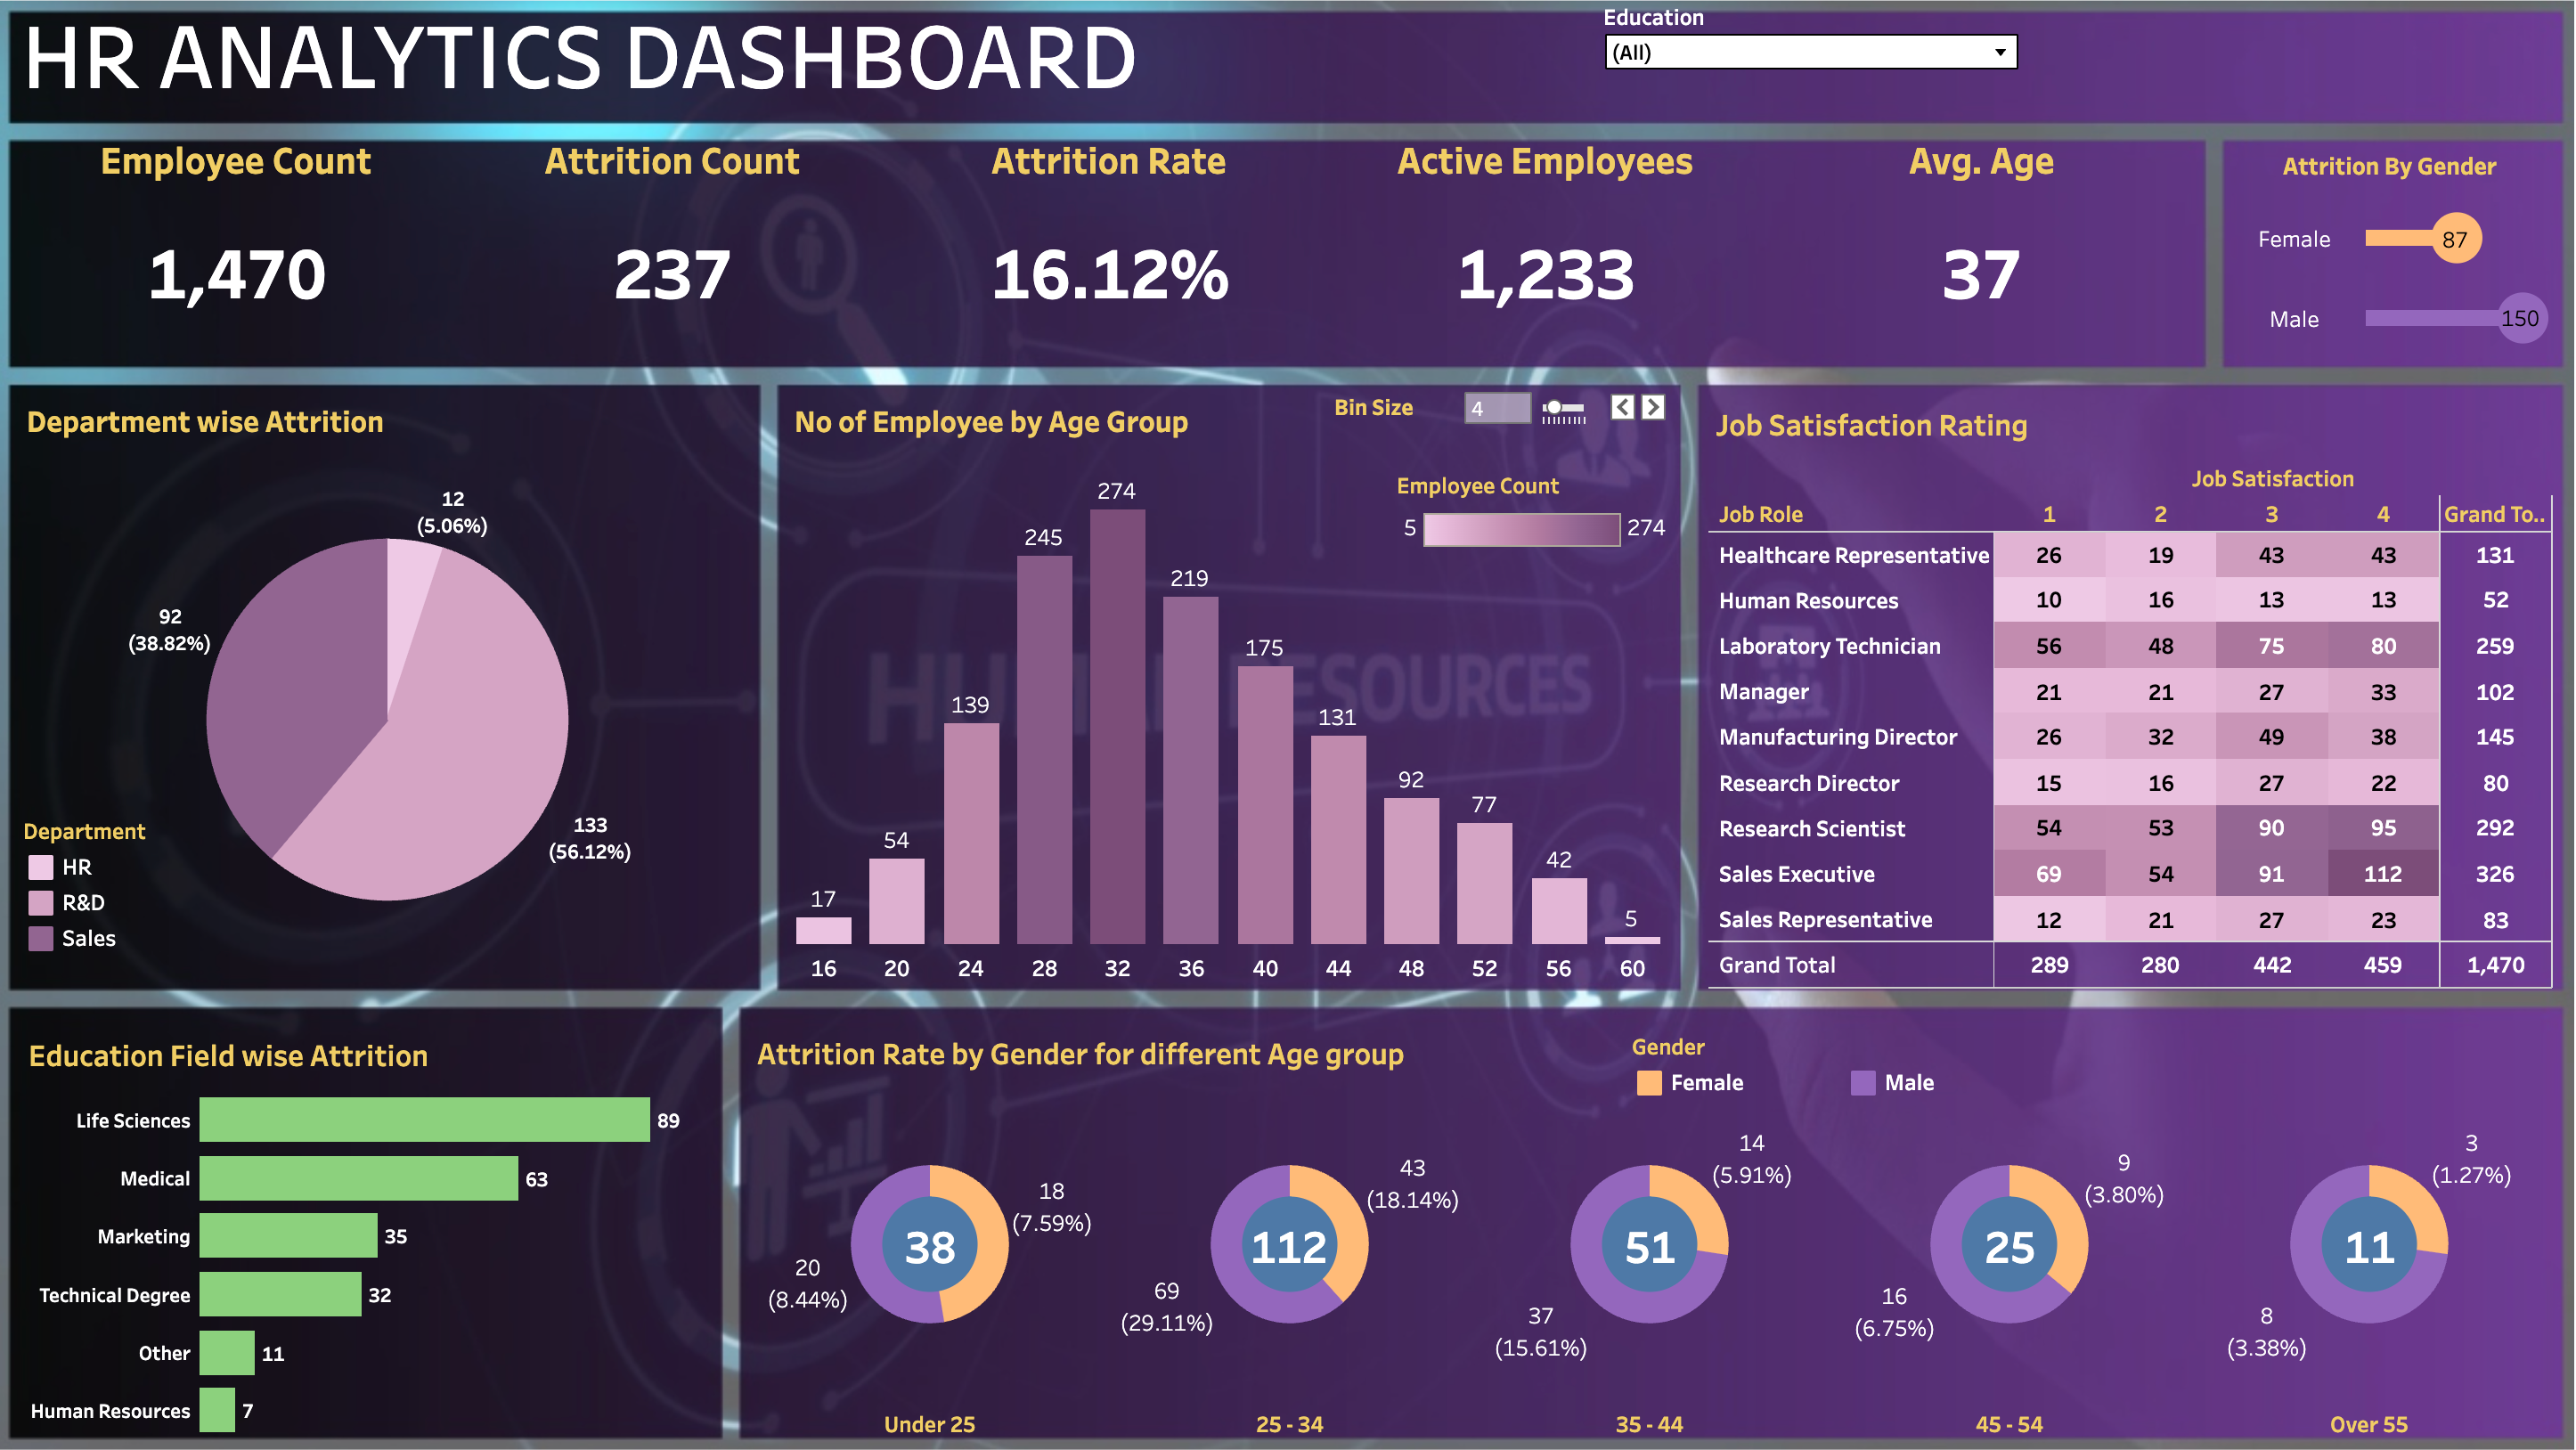 HR ANALYTICS DASHBOARD
Education
(All)
Employee Count
Attrition Count
Attrition Rate
Active Employees
Avg. Age
1,470
237
16.12%
1,233
37
Attrition By Gender
Female 87
Male 150
Department wise Attrition
12
(5.06%)
92
(38.82%)
133
(56.12%)
Department
HR
R&D
Sales
No of Employee by Age Group
Bin Size 4
Employee Count
5 274
17 54 139 245 274 219 175 131 92 77 42 5
16 20 24 28 32 36 40 44 48 52 56 60
HUMAN RESOURCES
Job Satisfaction Rating
Job Satisfaction
Job Role 1 2 3 4 Grand To..
Healthcare Representative 26 19 43 43 131
Human Resources 10 16 13 13 52
Laboratory Technician 56 48 75 80 259
Manager 21 21 27 33 102
Manufacturing Director 26 32 49 38 145
Research Director 15 16 27 22 80
Research Scientist 54 53 90 95 292
Sales Executive 69 54 91 112 326
Sales Representative 12 21 27 23 83
Grand Total 289 280 442 459 1,470
Education Field wise Attrition
Life Sciences 89
Medical 63
Marketing 35
Technical Degree 32
Other 11
Human Resources 7
Attrition Rate by Gender for different Age group
Gender
Female Male
18
(7.59%)
38
20
(8.44%)
Under 25
43
(18.14%)
112
69
(29.11%)
25 - 34
14
(5.91%)
51
37
(15.61%)
35 - 44
9
(3.80%)
25
16
(6.75%)
45 - 54
3
(1.27%)
11
8
(3.38%)
Over 55